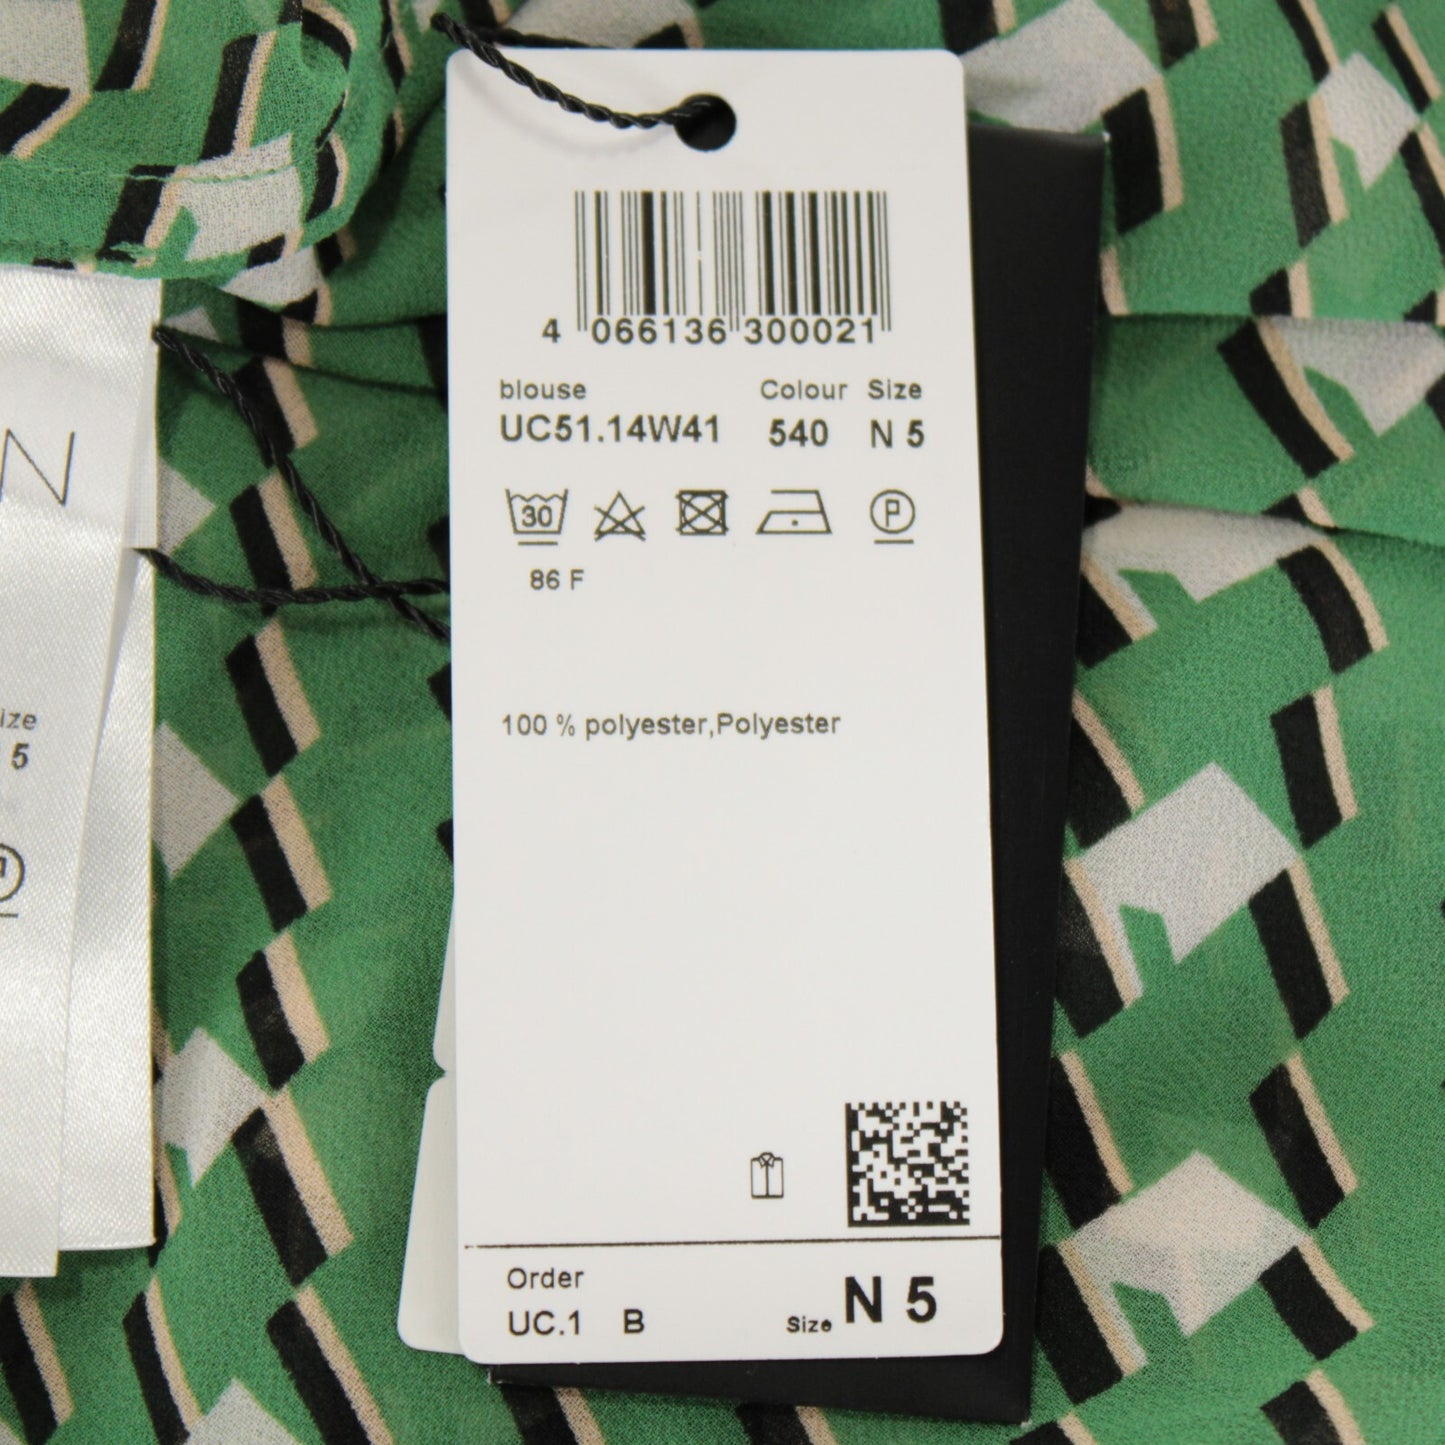 4 066136 300021
blouse Colour Size
UC51.14W41 540 N 5
30 P
86 F
100 % polyester,Polyester
Order
UC.1 B Size N 5
N
ize
5